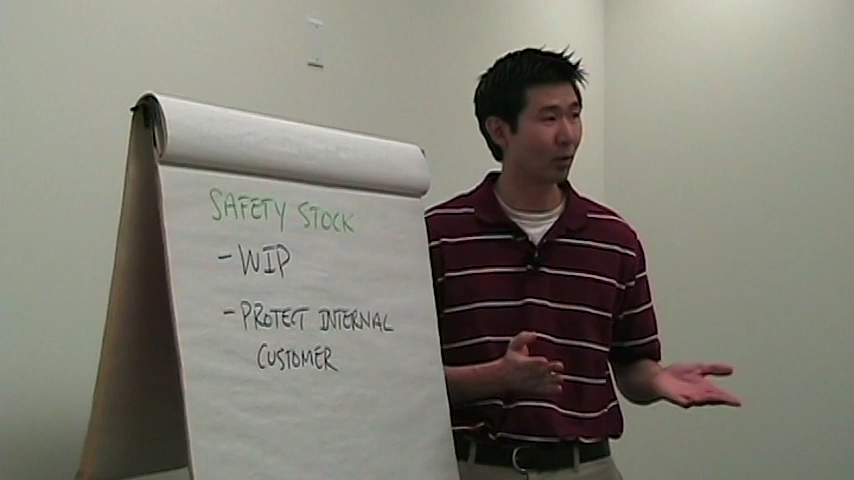 SAFETY STOCK
- WIP
- PROTECT INTERNAL
CUSTOMER